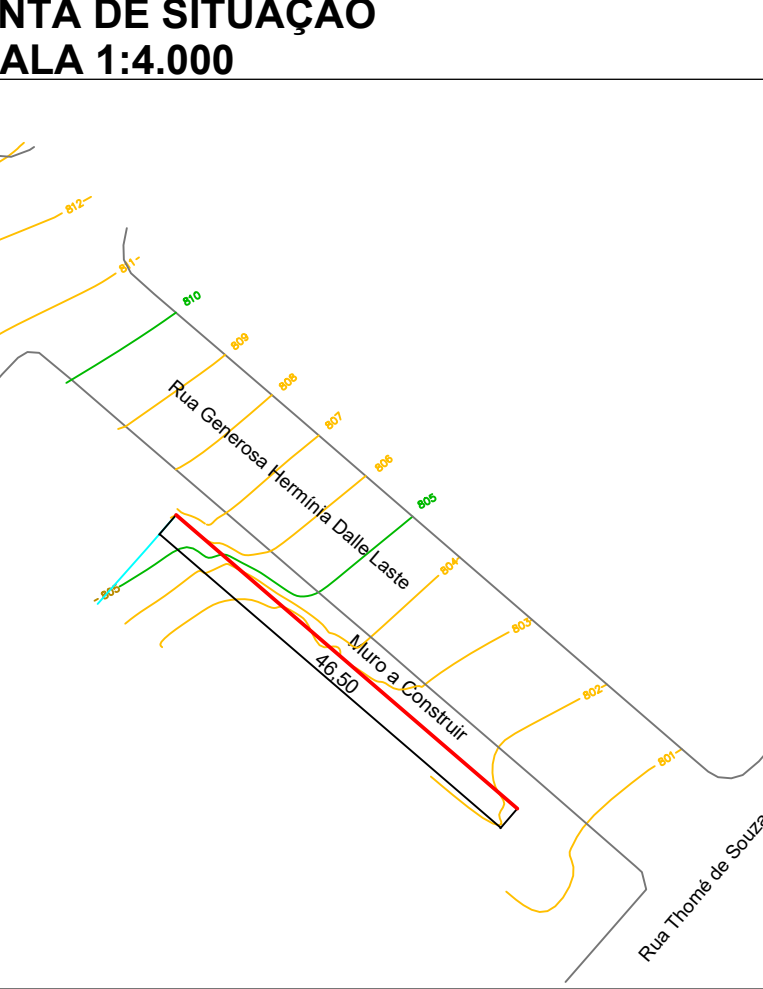 NTA DE SITUAÇÃO
ALA 1:4.000
812
811
810
809
808
807
806
805
804
803
802
801
Rua Generosa Hermínia Dalle Laste
805
Muro a Construir
46,50
Rua Thomé de Souza